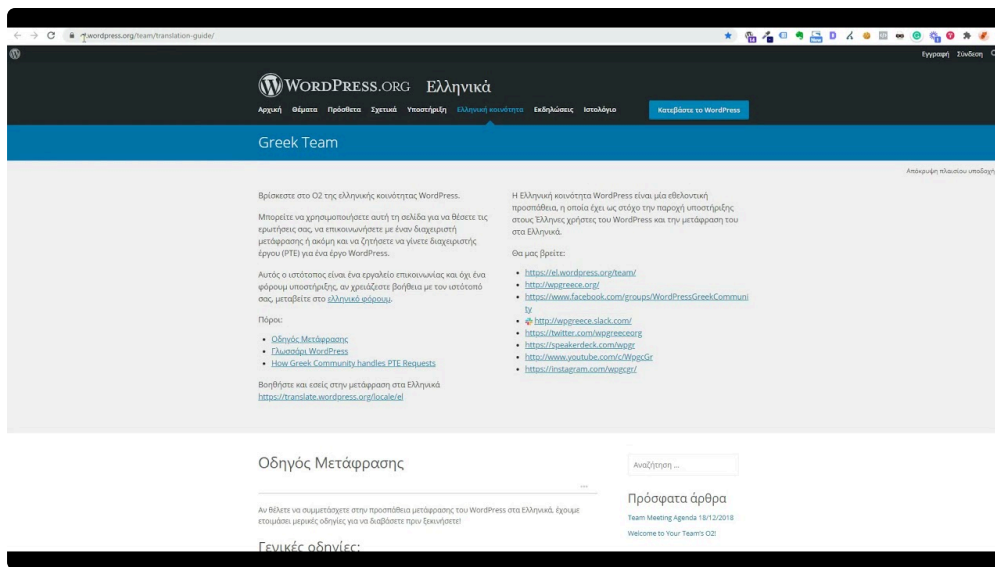 .wordpress.org/team/translation-guide/
Εγγραφή Σύνδεση
WORDPRESS.ORG Ελληνικά
Αρχική Θέματα Πρόσθετα Σχετικά Υποστήριξη Ελληνική κοινότητα Εκδηλώσεις Ιστολόγιο Κατεβάστε το WordPress
Greek Team
Απόκρυψη πλαισίου υποδοχή
Βρίσκεστε στο O2 της ελληνικής κοινότητας WordPress.
Μπορείτε να χρησιμοποιήσετε αυτή τη σελίδα για να θέσετε τις
ερωτήσεις σας, να επικοινωνήσετε με έναν διαχειριστή
μετάφρασης ή ακόμη και να ζητήσετε να γίνετε διαχειριστής
έργου (PTE) για ένα έργο WordPress.
Αυτός ο ιστότοπος είναι ένα εργαλείο επικοινωνίας και όχι ένα
φόρουμ υποστήριξης, αν χρειάζεστε βοήθεια με τον ιστότοπό
σας, μεταβείτε στο ελληνικό φόρουμ.
Πόροι:
Οδηγός Μετάφρασης
Γλωσσάρι WordPress
How Greek Community handles PTE Requests
Βοηθήστε και εσείς στην μετάφραση στα Ελληνικά
https://translate.wordpress.org/locale/el
Η Ελληνική κοινότητα WordPress είναι μία εθελοντική
προσπάθεια, η οποία έχει ως στόχο την παροχή υποστήριξης
στους Έλληνες χρήστες του WordPress και την μετάφραση του
στα Ελληνικά.
Θα μας βρείτε:
https://el.wordpress.org/team/
http://wpgreece.org/
https://www.facebook.com/groups/WordPressGreekCommuni
ty
http://wpgreece.slack.com/
https://twitter.com/wpgreeceorg
https://speakerdeck.com/wpgr
http://www.youtube.com/c/WpgcGr
https://instagram.com/wpgcgr/
Οδηγός Μετάφρασης
Αν θέλετε να συμμετάσχετε στην προσπάθεια μετάφρασης του WordPress στα Ελληνικά, έχουμε
ετοιμάσει μερικές οδηγίες για να διαβάσετε πριν ξεκινήσετε!
Γενικές οδηγίες:
Αναζήτηση ...
Πρόσφατα άρθρα
Team Meeting Agenda 18/12/2018
Welcome to Your Team's O2!